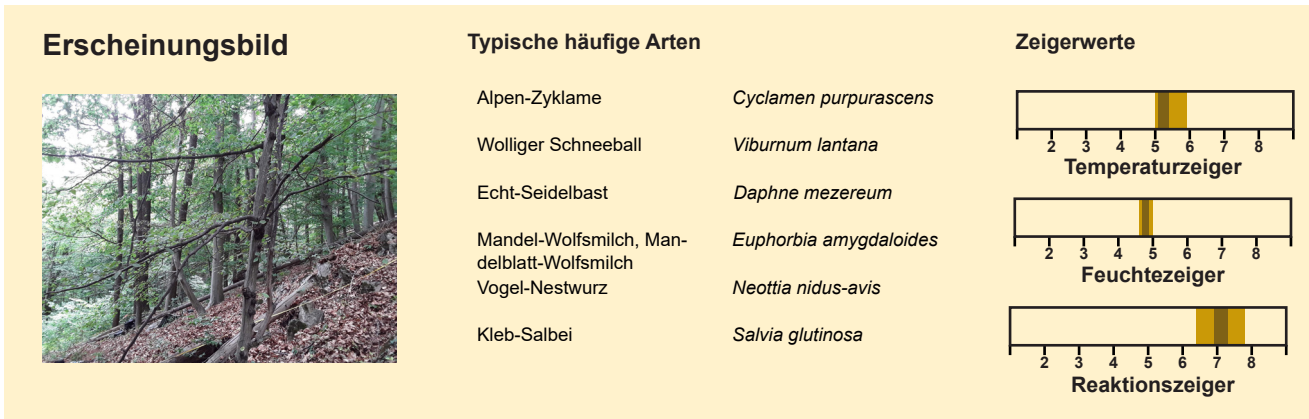 Erscheinungsbild
Typische häufige Arten
Alpen-Zyklame Cyclamen purpurascens
Wolliger Schneeball Viburnum lantana
Echt-Seidelbast Daphne mezereum
Mandel-Wolfsmilch, Man- Euphorbia amygdaloides
delblatt-Wolfsmilch
Vogel-Nestwurz Neottia nidus-avis
Kleb-Salbei Salvia glutinosa
Zeigerwerte
2 3 4 5 6 7 8
Temperaturzeiger
2 3 4 5 6 7 8
Feuchtezeiger
2 3 4 5 6 7 8
Reaktionszeiger